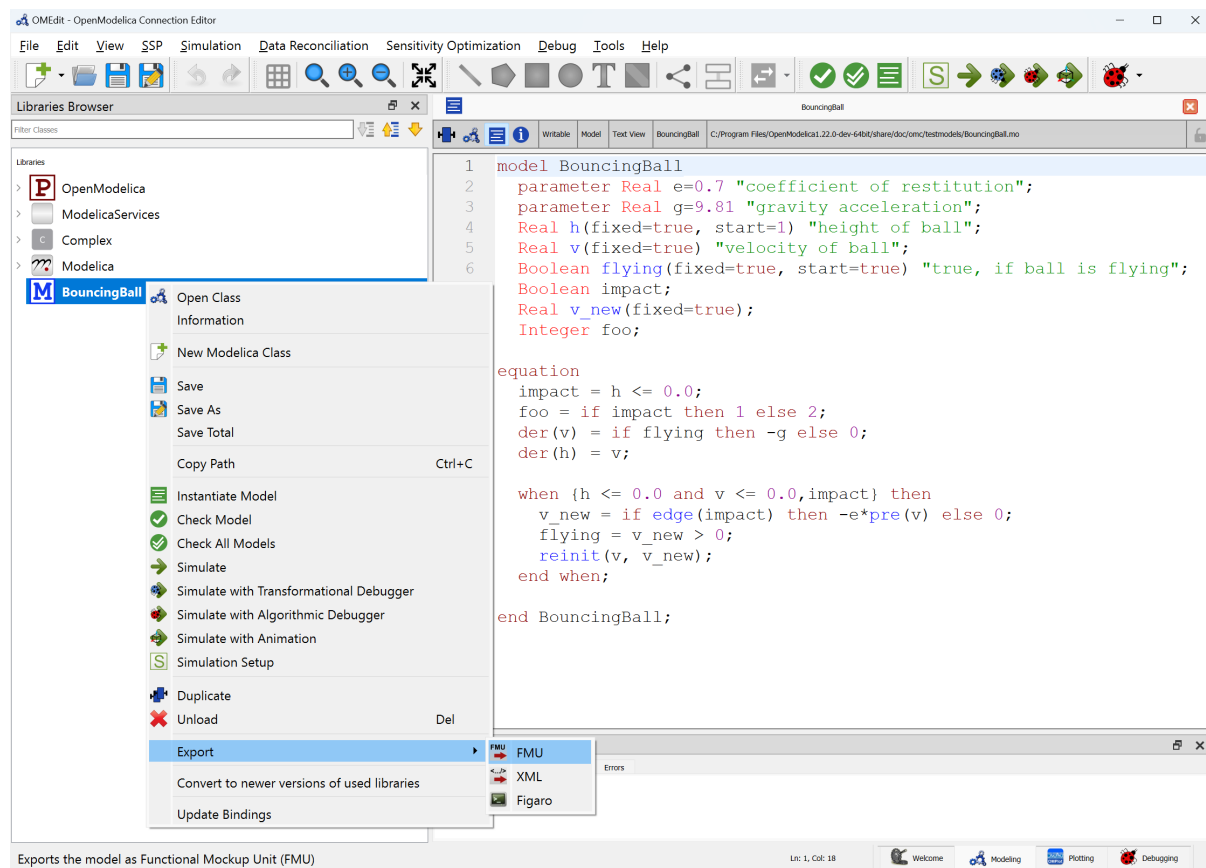 OMEdit - OpenModelica Connection Editor
File Edit View SSP Simulation Data Reconciliation Sensitivity Optimization Debug Tools Help
T S
Libraries Browser
BouncingBall
Filter Classes
Writable Model Text View BouncingBall C:/Program Files/OpenModelica1.22.0-dev-64bit/share/doc/omc/testmodels/BouncingBall.mo
Libraries
P OpenModelica
ModelicaServices
C Complex
Modelica
M BouncingBall
1 model BouncingBall
2 parameter Real e=0.7 "coefficient of restitution";
3 parameter Real g=9.81 "gravity acceleration";
4 Real h(fixed=true, start=1) "height of ball";
5 Real v(fixed=true) "velocity of ball";
6 Boolean flying(fixed=true, start=true) "true, if ball is flying";
Boolean impact;
Real v_new(fixed=true);
Integer foo;
equation
impact = h <= 0.0;
foo = if impact then 1 else 2;
der(v) = if flying then -g else 0;
der(h) = v;
when {h <= 0.0 and v <= 0.0,impact} then
v_new = if edge(impact) then -e*pre(v) else 0;
flying = v_new > 0;
reinit(v, v_new);
end when;
end BouncingBall;
Open Class
Information
New Modelica Class
Save
Save As
Save Total
Copy Path Ctrl+C
Instantiate Model
Check Model
Check All Models
Simulate
Simulate with Transformational Debugger
Simulate with Algorithmic Debugger
Simulate with Animation
S Simulation Setup
Duplicate
Unload Del
Export
Convert to newer versions of used libraries
Update Bindings
FMU FMU
XML
Figaro
Errors
Exports the model as Functional Mockup Unit (FMU)
Ln: 1, Col: 18
Welcome Modeling Plotting Debugging